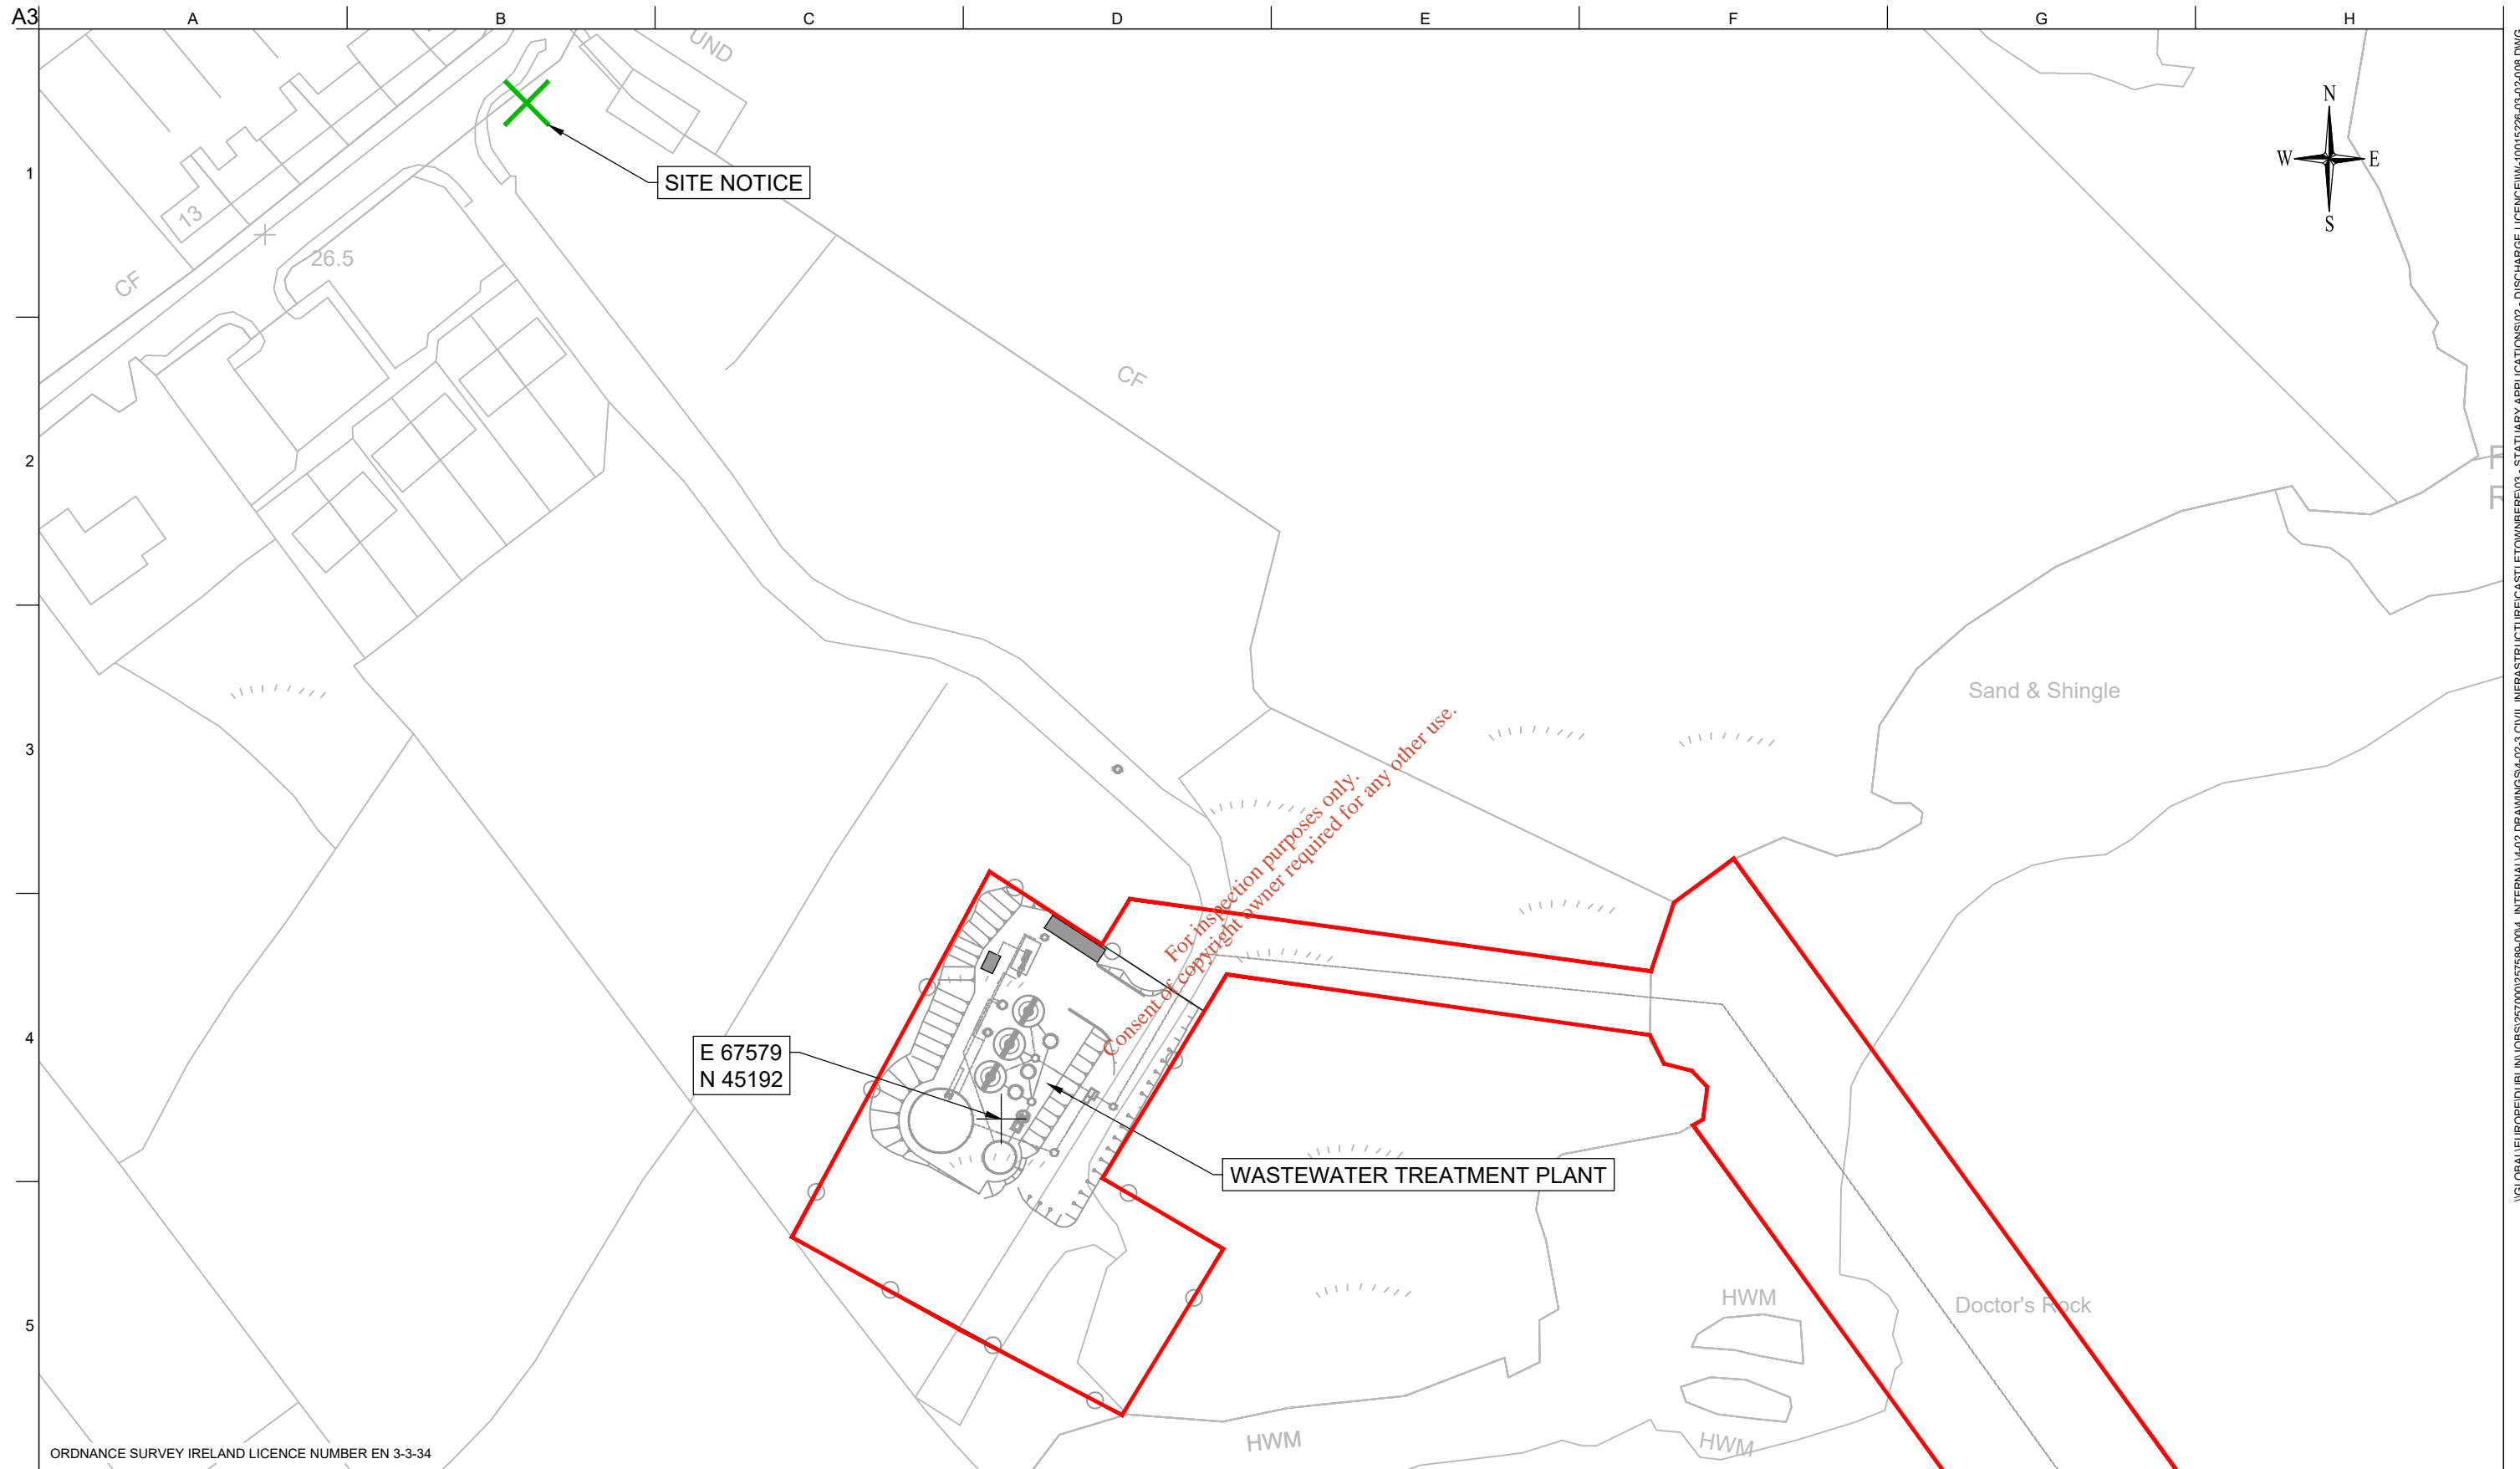 A3
A
B
C
D
E
F
G
H
1
2
3
4
5
UND
SITE NOTICE
13
26.5
CF
CF
N
W
E
S
F
R
Sand & Shingle
For inspection purposes only.
Consent of copyright owner required for any other use.
E 67579
N 45192
WASTEWATER TREATMENT PLANT
HWM
Doctor's Rock
HWM
HWM
ORDNANCE SURVEY IRELAND LICENCE NUMBER EN 3-3-34